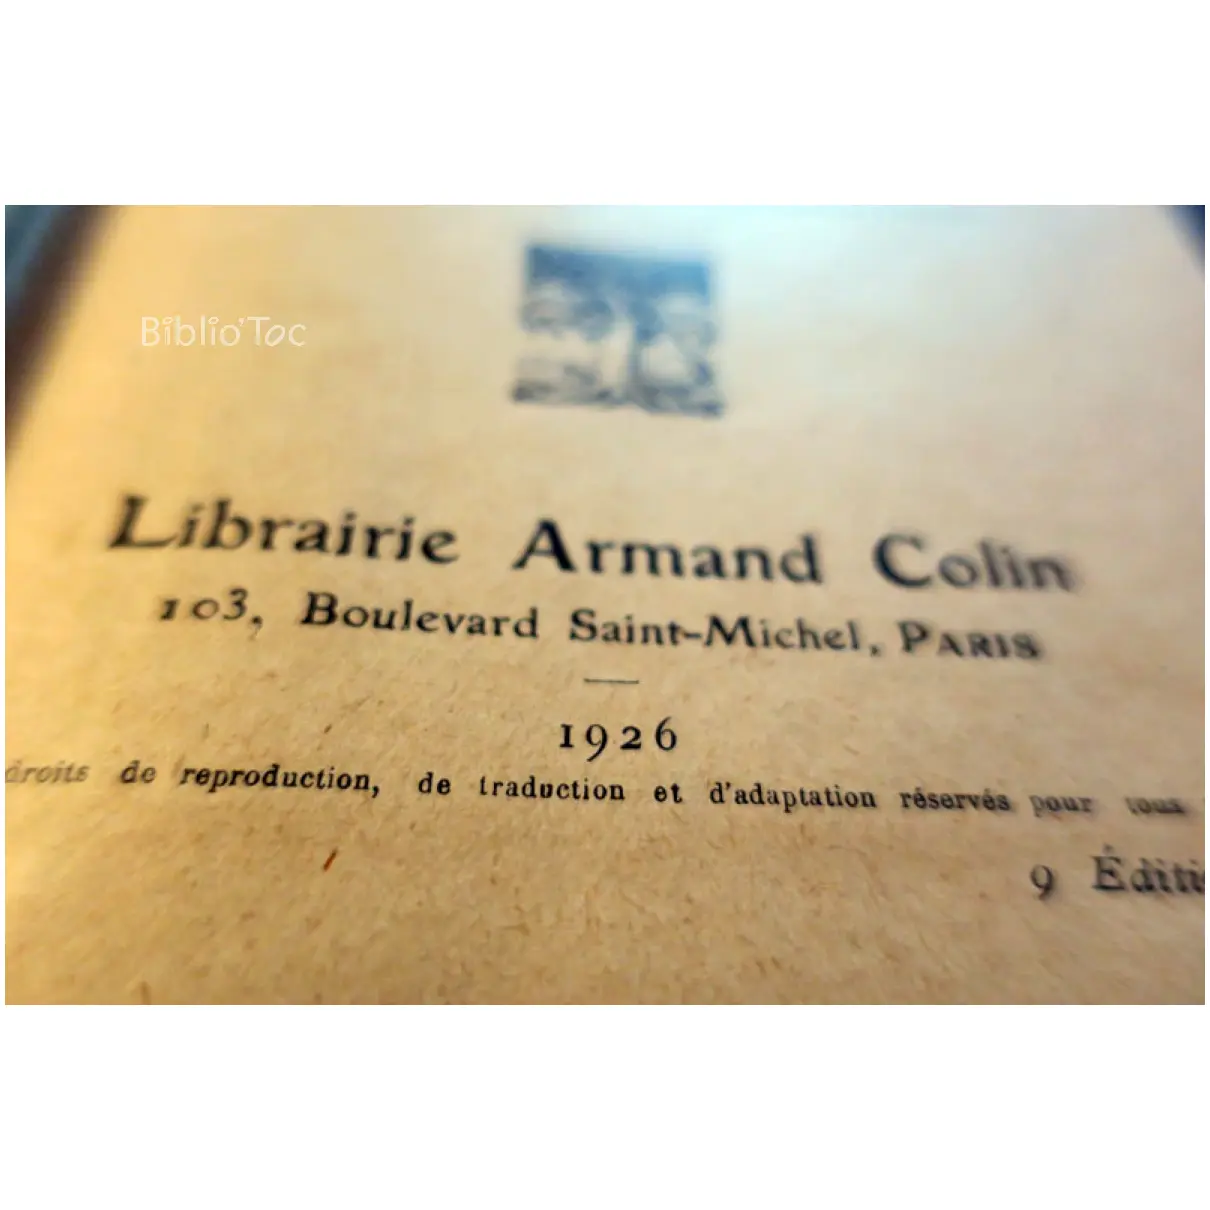 Biblio'Toc
Librairie Armand Colin
103, Boulevard Saint-Michel, PARIS
1926
droits de reproduction, de traduction et d'adaptation réservés pour tous
9